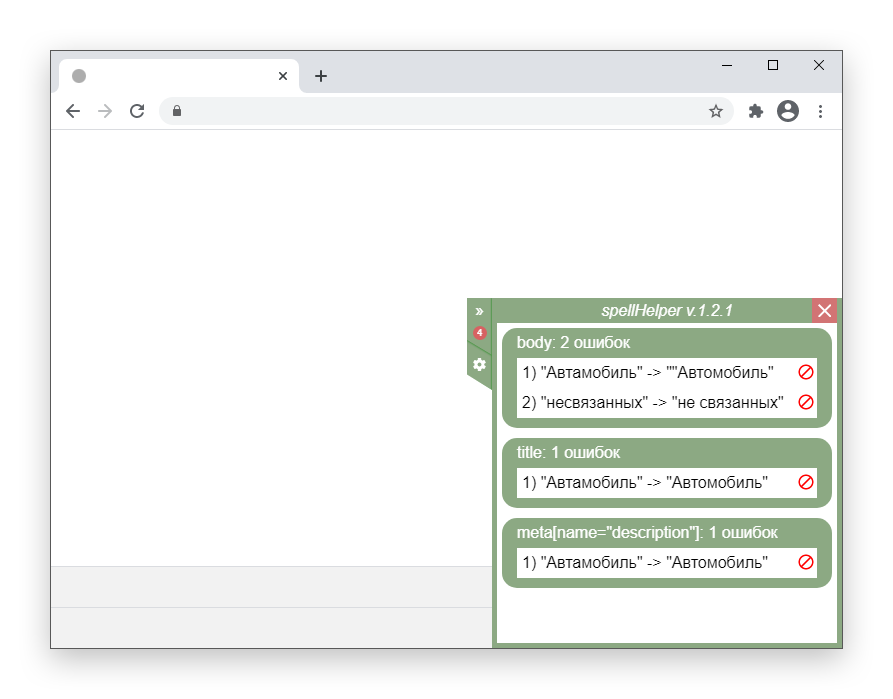 spellHelper v.1.2.1
4
body: 2 ошибок
1) "Автамобиль" -> ""Автомобиль"
2) "несвязанных" -> "не связанных"
title: 1 ошибок
1) "Автамобиль" -> "Автомобиль"
meta[name="description"]: 1 ошибок
1) "Автамобиль" -> "Автомобиль"